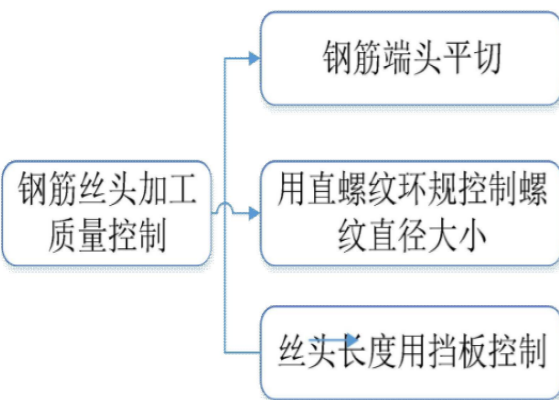 钢筋端头平切
钢筋丝头加工
质量控制
用直螺纹环规控制螺
纹直径大小
丝头长度用挡板控制